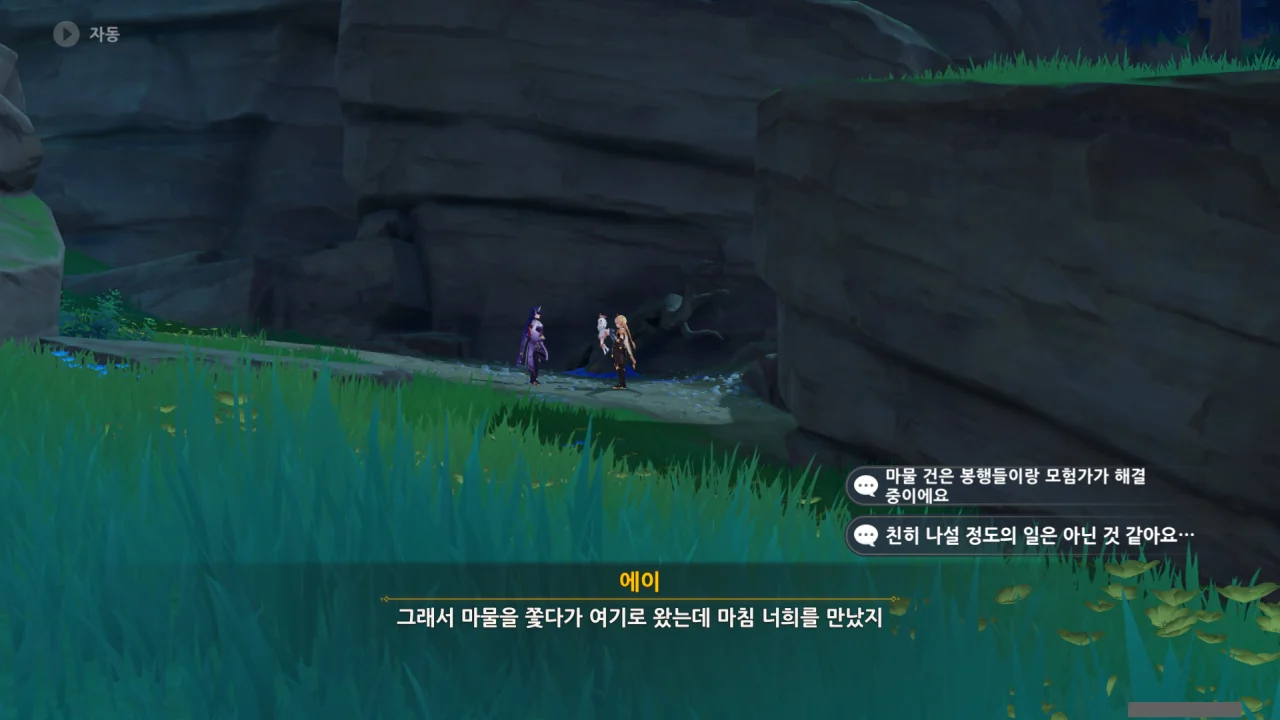 자동
마물 건은 봉행들이랑 모험가가 해결
중이에요
친히 나설 정도의 일은 아닌 것 같아요…
에이
그래서 마물을 쫓다가 여기로 왔는데 마침 너희를 만났지